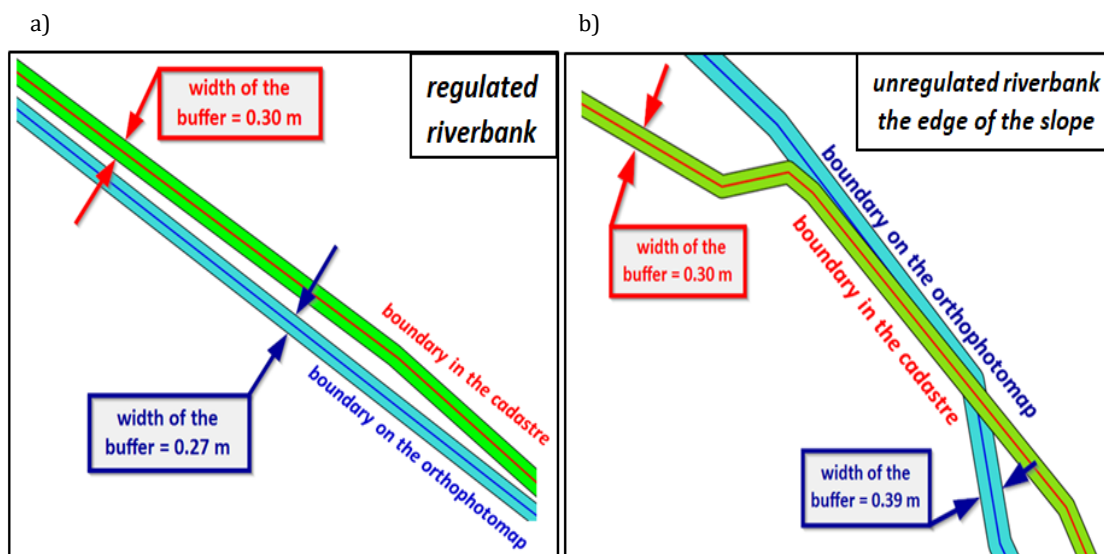 a)
b)
width of the
buffer = 0.30 m
regulated
riverbank
boundary in the cadastre
boundary on the orthophotomap
width of the
buffer = 0.27 m
unregulated riverbank
the edge of the slope
boundary on the orthophotomap
width of the
buffer = 0.30 m
boundary in the cadastre
width of the
buffer = 0.39 m